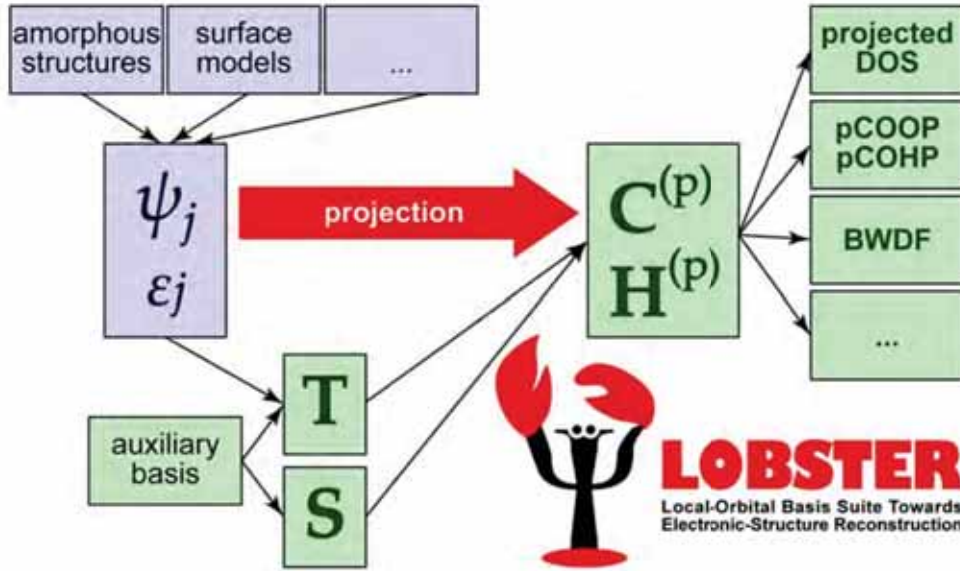 amorphous
structures
surface
models
...
projected
DOS
pCOOP
pCOHP
BWDF
...
ψj
εj
projection
C(p)
H(p)
T
S
auxiliary
basis
LOBSTER
Local-Orbital Basis Suite Towards
Electronic-Structure Reconstruction